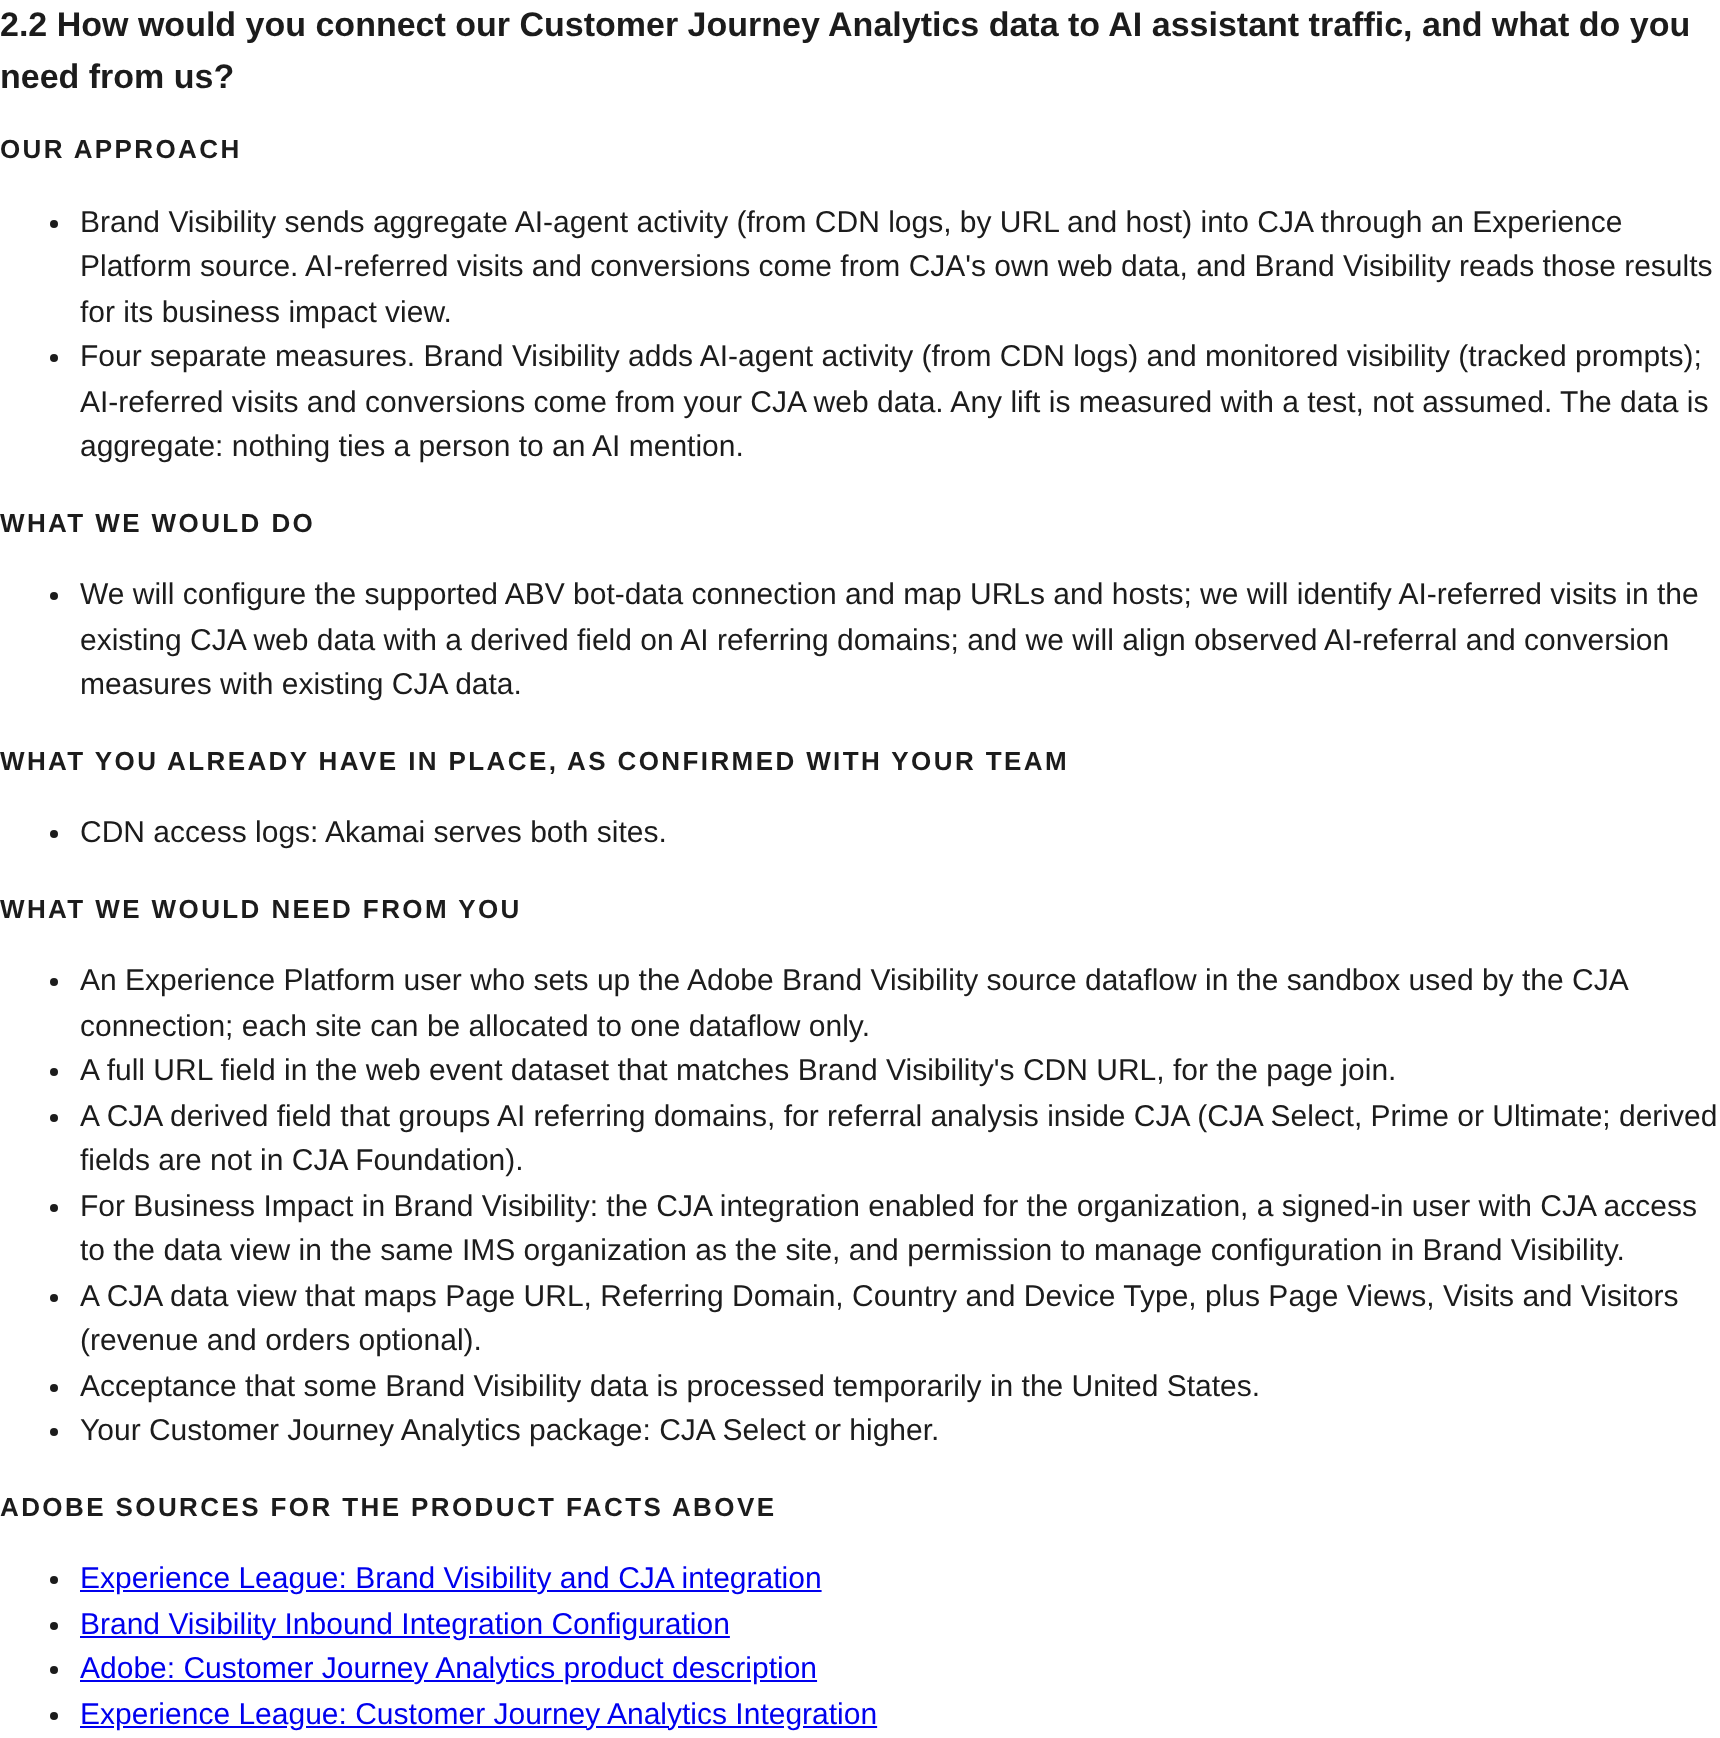 2.2 How would you connect our Customer Journey Analytics data to AI assistant traffic, and what do you
need from us?
OUR APPROACH
• Brand Visibility sends aggregate AI-agent activity (from CDN logs, by URL and host) into CJA through an Experience
Platform source. AI-referred visits and conversions come from CJA's own web data, and Brand Visibility reads those results
for its business impact view.
• Four separate measures. Brand Visibility adds AI-agent activity (from CDN logs) and monitored visibility (tracked prompts);
AI-referred visits and conversions come from your CJA web data. Any lift is measured with a test, not assumed. The data is
aggregate: nothing ties a person to an AI mention.
WHAT WE WOULD DO
• We will configure the supported ABV bot-data connection and map URLs and hosts; we will identify AI-referred visits in the
existing CJA web data with a derived field on AI referring domains; and we will align observed AI-referral and conversion
measures with existing CJA data.
WHAT YOU ALREADY HAVE IN PLACE, AS CONFIRMED WITH YOUR TEAM
• CDN access logs: Akamai serves both sites.
WHAT WE WOULD NEED FROM YOU
• An Experience Platform user who sets up the Adobe Brand Visibility source dataflow in the sandbox used by the CJA
connection; each site can be allocated to one dataflow only.
• A full URL field in the web event dataset that matches Brand Visibility's CDN URL, for the page join.
• A CJA derived field that groups AI referring domains, for referral analysis inside CJA (CJA Select, Prime or Ultimate; derived
fields are not in CJA Foundation).
• For Business Impact in Brand Visibility: the CJA integration enabled for the organization, a signed-in user with CJA access
to the data view in the same IMS organization as the site, and permission to manage configuration in Brand Visibility.
• A CJA data view that maps Page URL, Referring Domain, Country and Device Type, plus Page Views, Visits and Visitors
(revenue and orders optional).
• Acceptance that some Brand Visibility data is processed temporarily in the United States.
• Your Customer Journey Analytics package: CJA Select or higher.
ADOBE SOURCES FOR THE PRODUCT FACTS ABOVE
• Experience League: Brand Visibility and CJA integration
• Brand Visibility Inbound Integration Configuration
• Adobe: Customer Journey Analytics product description
• Experience League: Customer Journey Analytics Integration